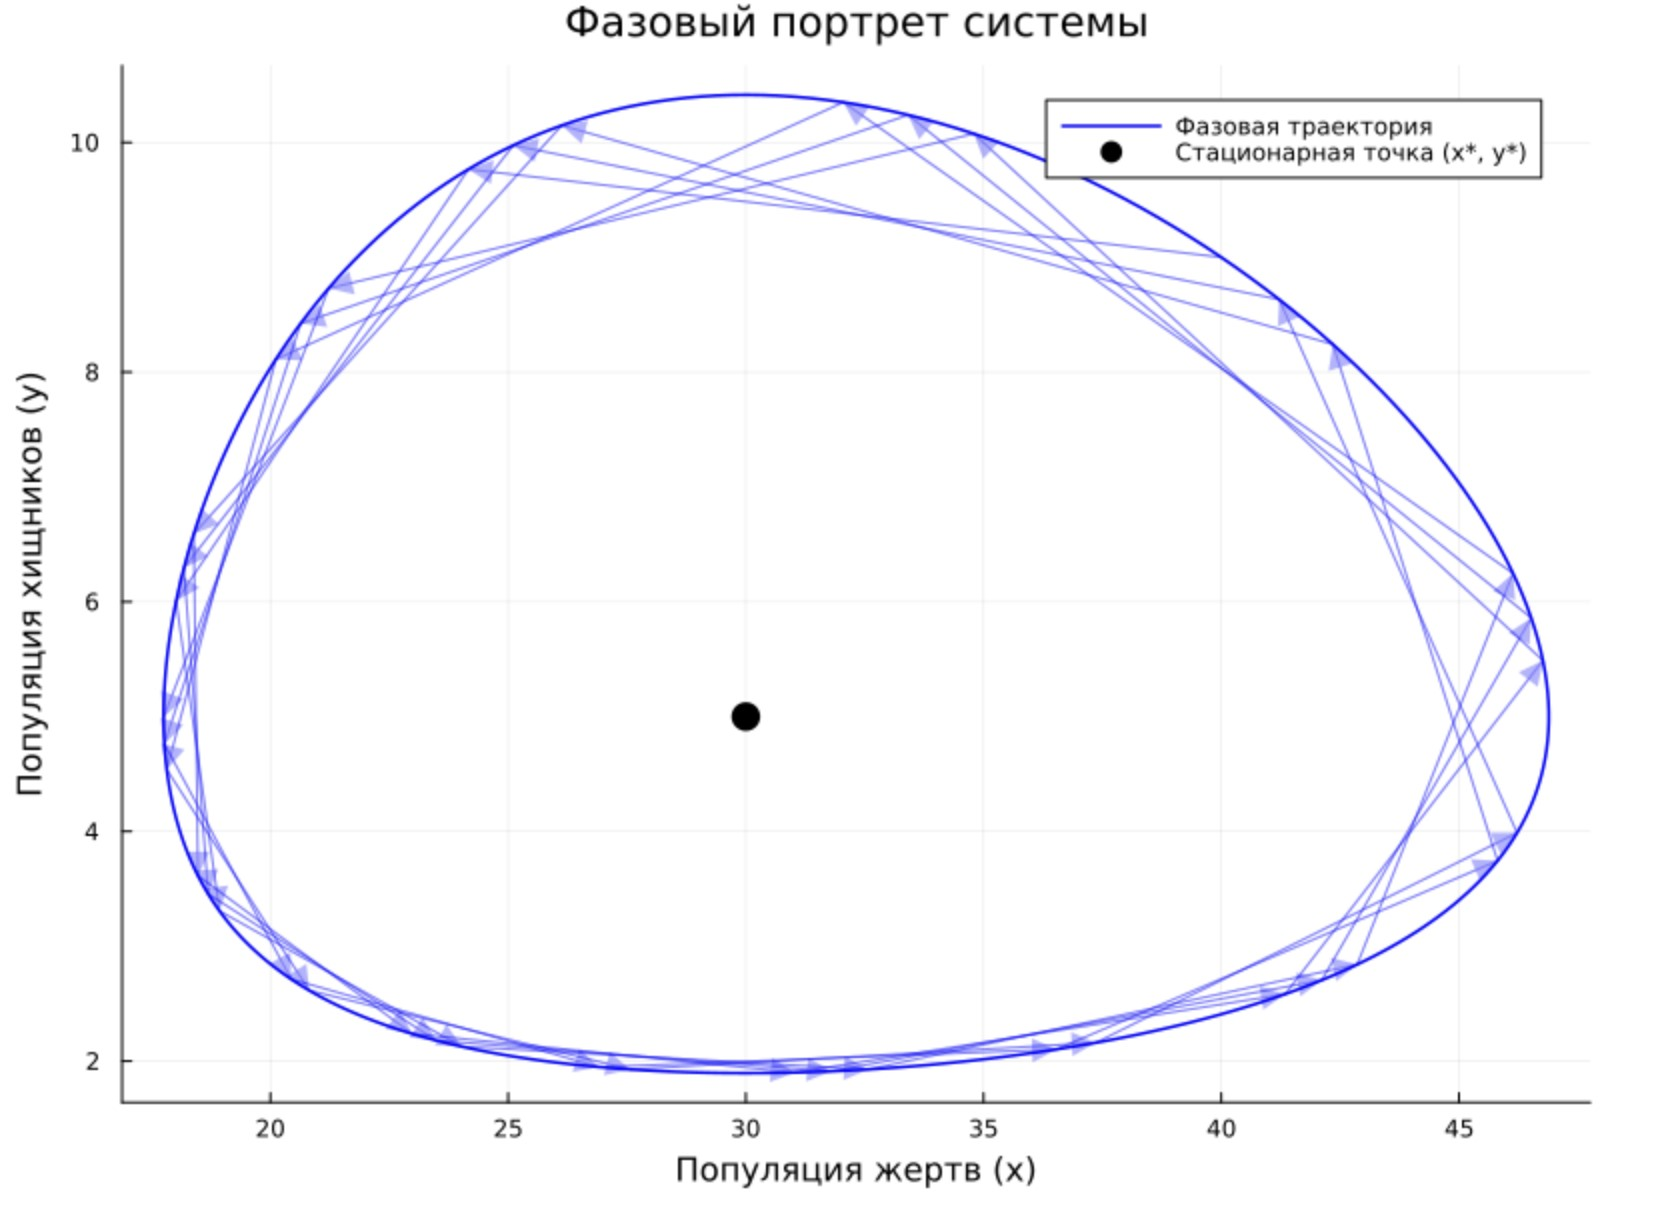 Фазовый портрет системы
Фазовая траектория
Стационарная точка (x*, y*)
Популяция хищников (y)
10
8
6
4
2
20 25 30 35 40 45
Популяция жертв (x)